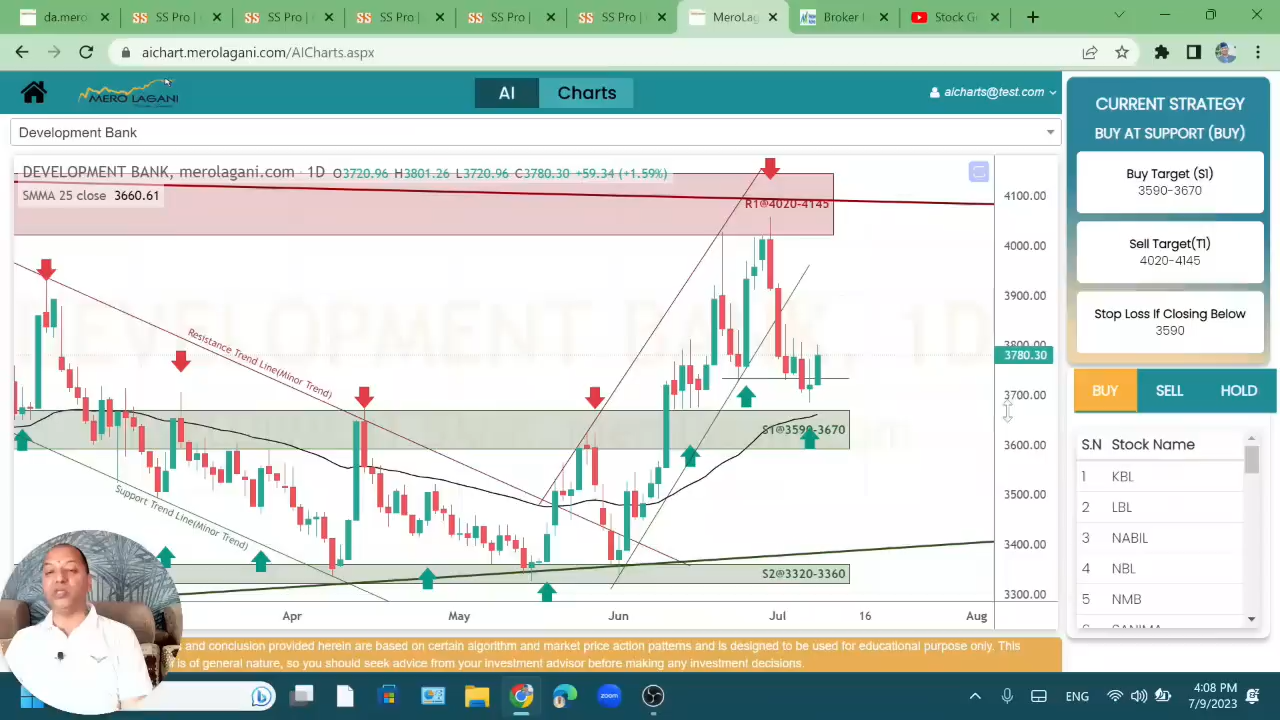 da.mero
SS Pro
SS Pro
SS Pro
SS Pro
SS Pro
MeroLag
Broker
Stock G
aichart.merolagani.com/AICharts.aspx
MERO LAGANI
AI
Charts
aicharts@test.com
Development Bank
DEVELOPMENT BANK, merolagani.com · 1D O3720.96 H3801.26 L3720.96 C3780.30 +59.34 (+1.59%)
SMMA 25 close 3660.61
R1@4020-4145
Resistance Trend Line(Minor Trend)
S1@3590-3670
Support Trend Line(Minor Trend)
S2@3320-3360
4100.00
4000.00
3900.00
3800.00
3780.30
3700.00
3600.00
3500.00
3400.00
3300.00
Apr
May
Jun
Jul
16
Aug
CURRENT STRATEGY
BUY AT SUPPORT (BUY)
Buy Target (S1)
3590-3670
Sell Target(T1)
4020-4145
Stop Loss If Closing Below
3590
BUY
SELL
HOLD
S.N Stock Name
1 KBL
2 LBL
3 NABIL
4 NBL
5 NMB
and conclusion provided herein are based on certain algorithm and market price action patterns and is designed to be used for educational purpose only. This
is of general nature, so you should seek advice from your investment advisor before making any investment decisions.
zoom
ENG
4:08 PM
7/9/2023